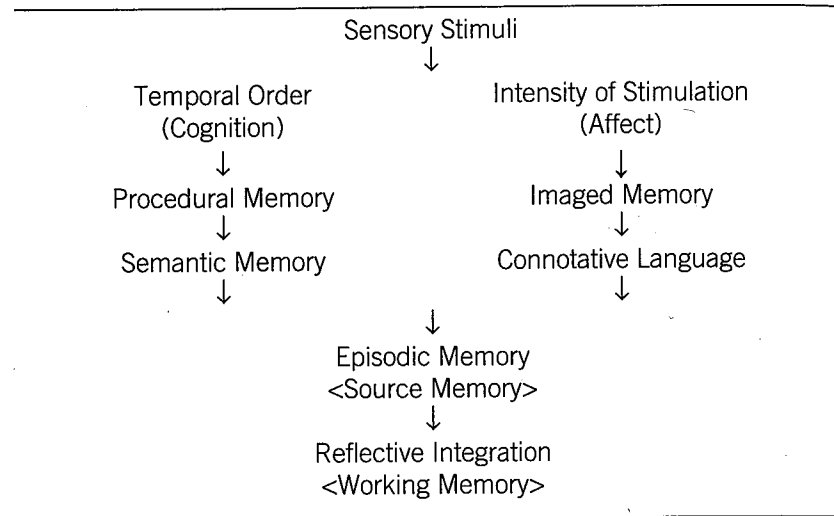 Sensory Stimuli
↓
Temporal Order Intensity of Stimulation
(Cognition) (Affect)
↓ ↓
Procedural Memory Imaged Memory
↓ ↓
Semantic Memory Connotative Language
↓ ↓
↓
Episodic Memory
<Source Memory>
↓
Reflective Integration
<Working Memory>